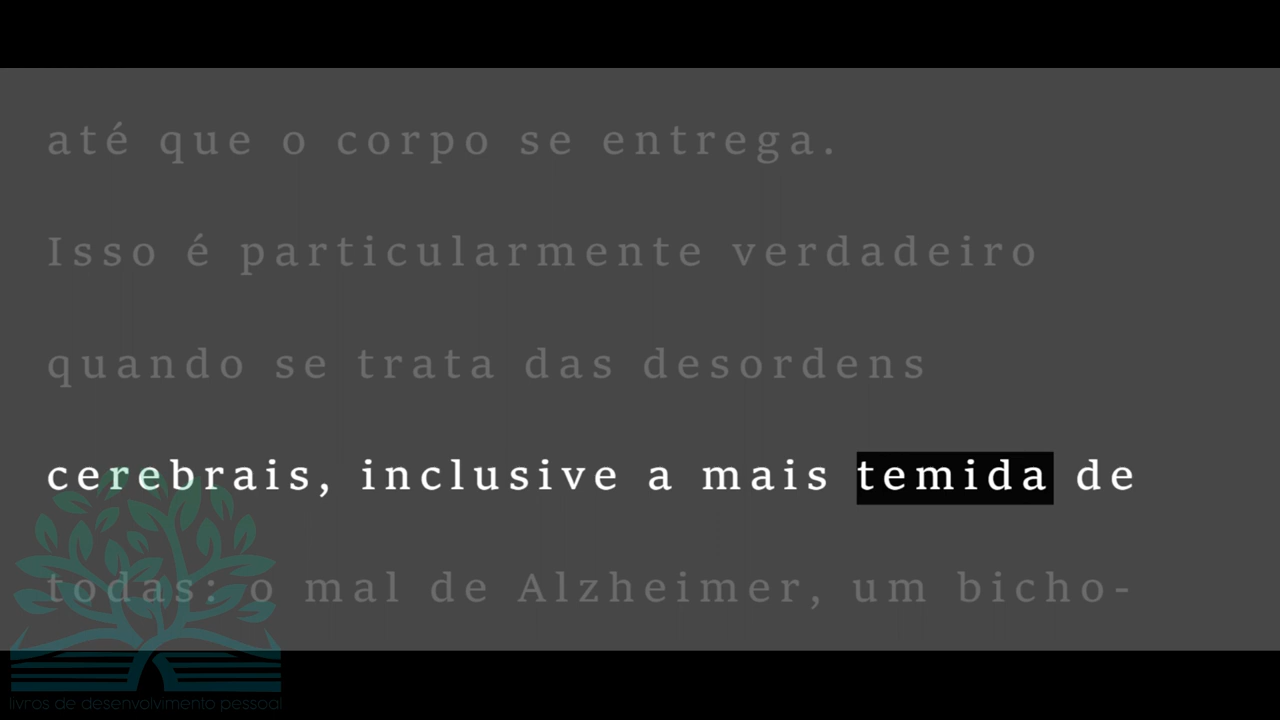 até que o corpo se entrega.
Isso é particularmente verdadeiro
quando se trata das desordens
cerebrais, inclusive a mais temida de
todas: o mal de Alzheimer, um bicho-
livros de desenvolvimento pessoal